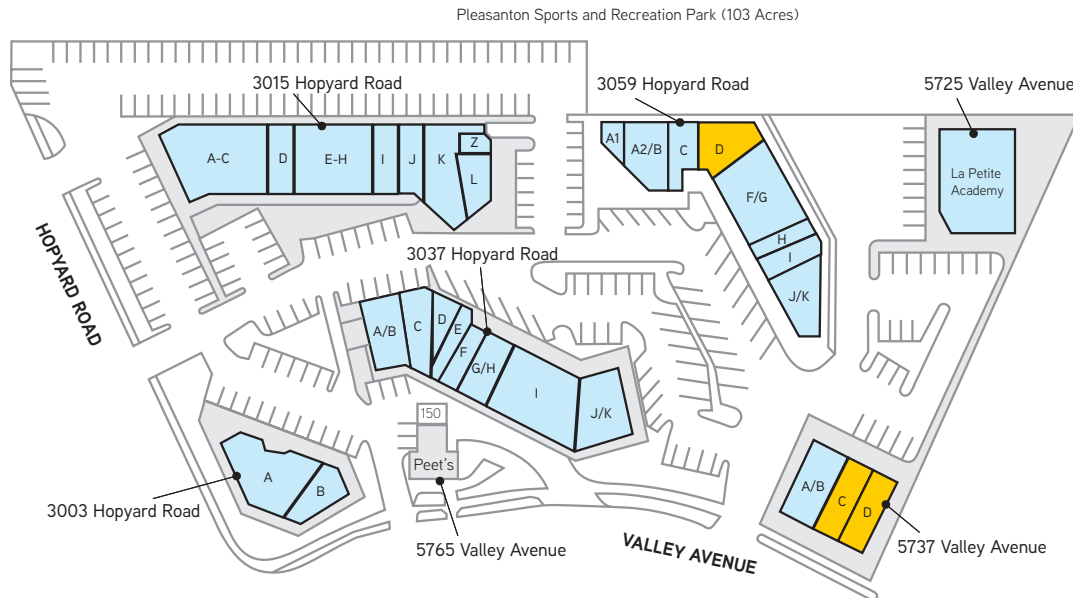 Pleasanton Sports and Recreation Park (103 Acres)
3015 Hopyard Road
3059 Hopyard Road
5725 Valley Avenue
A-C
D
E-H
I
J
K
Z
L
A1
A2/B
C
D
F/G
H
I
J/K
La Petite
Academy
HOPYARD ROAD
3037 Hopyard Road
A/B
C
D
E
F
G/H
I
J/K
150
Peet's
A
B
3003 Hopyard Road
5765 Valley Avenue
VALLEY AVENUE
A/B
C
D
5737 Valley Avenue